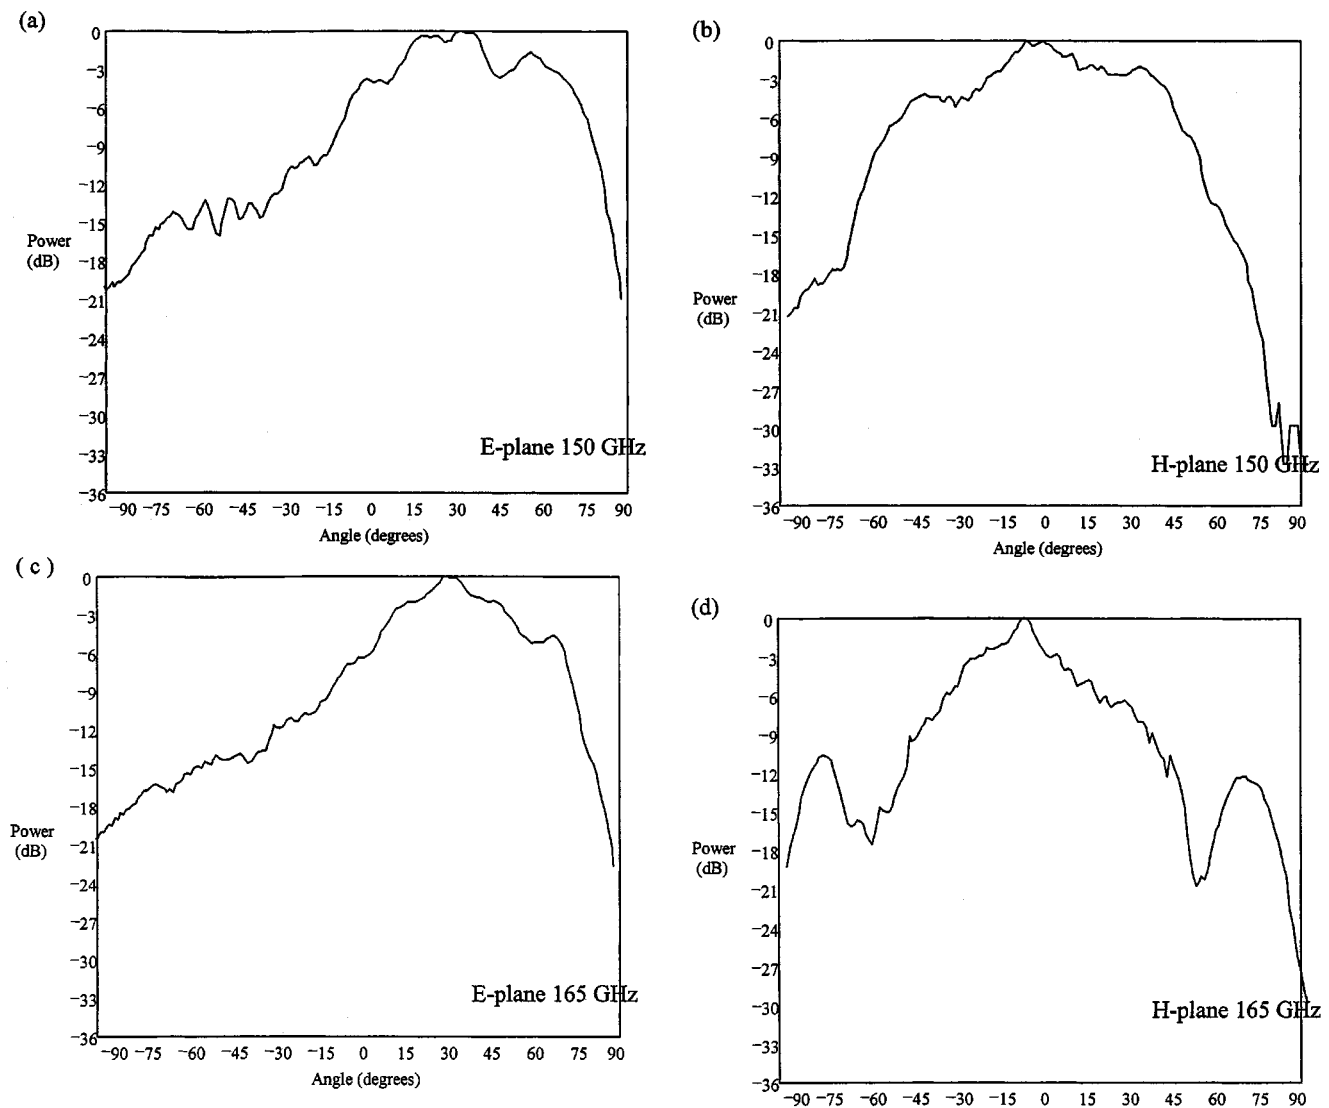 (a)
0
−3
−6
−9
−12
−15
Power
(dB)
−18
−21
−24
−27
−30
−33
−36
E-plane 150 GHz
−90 −75 −60 −45 −30 −15 0 15 30 45 60 75 90
Angle (degrees)
(b)
0
−3
−6
−9
−12
−15
−18
Power
(dB)
−21
−24
−27
−30
−33
−36
H-plane 150 GHz
−90 −75 −60 −45 −30 −15 0 15 30 45 60 75 90
Angle (degrees)
( c )
0
−3
−6
−9
−12
−15
−18
Power
(dB)
−21
−24
−27
−30
−33
−36
E-plane 165 GHz
−90 −75 −60 −45 −30 −15 0 15 30 45 60 75 90
Angle (degrees)
(d)
0
−3
−6
−9
−12
−15
Power
(dB)
−18
−21
−24
−27
−30
−33
−36
H-plane 165 GHz
−90 −75 −60 −45 −30 −15 0 15 30 45 60 75 90